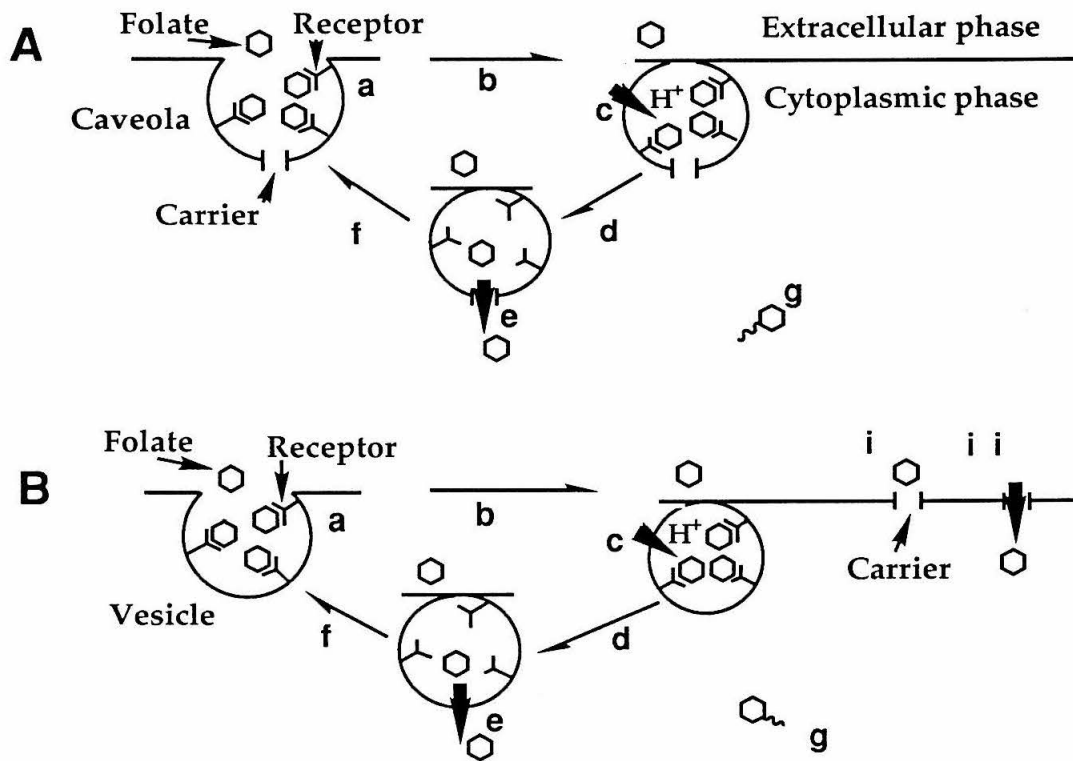 Folate
Receptor
A
a
b
Extracellular phase
Cytoplasmic phase
c
H+
Caveola
Carrier
f
d
e
g
Folate
Receptor
B
a
b
i
i i
c
H+
Carrier
Vesicle
f
d
e
g